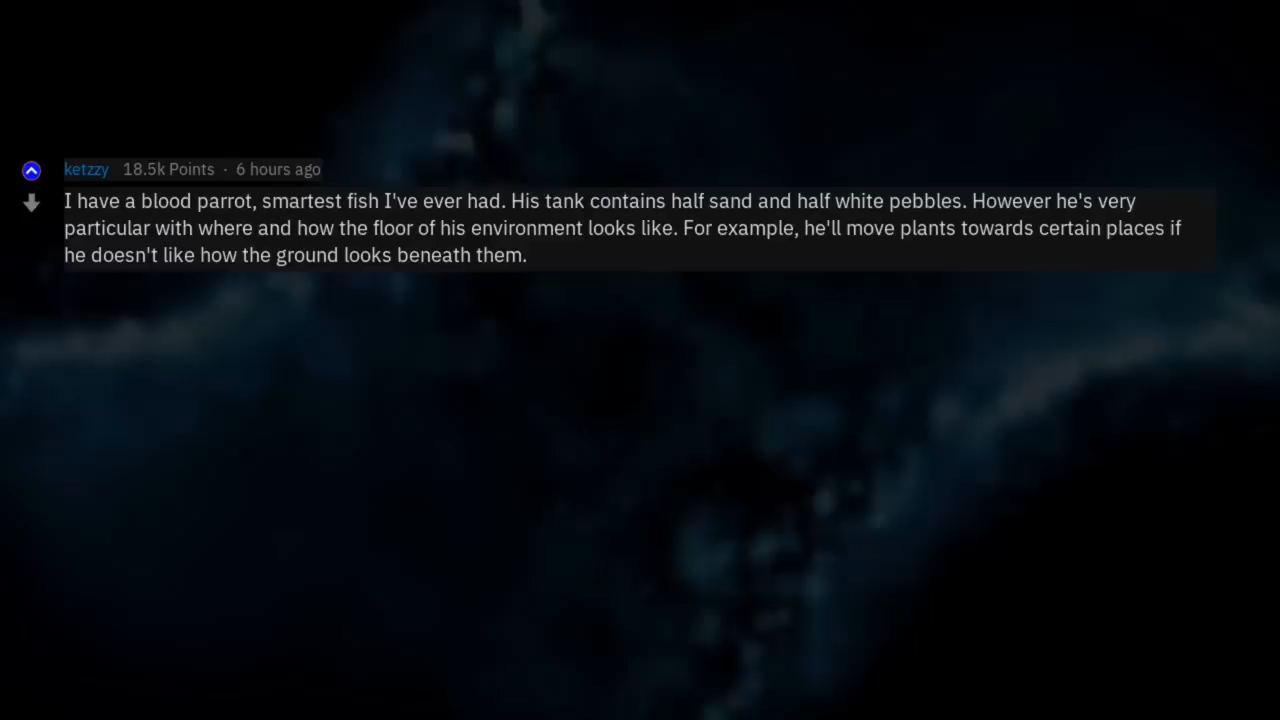 ketzzy 18.5k Points · 6 hours ago
I have a blood parrot, smartest fish I've ever had. His tank contains half sand and half white pebbles. However he's very
particular with where and how the floor of his environment looks like. For example, he'll move plants towards certain places if
he doesn't like how the ground looks beneath them.